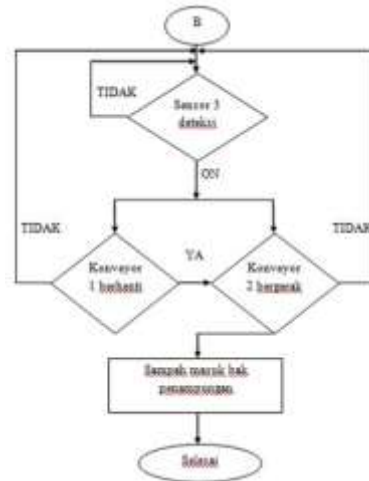 B
TIDAK
Sensor 3
deteksi
ON
TIDAK
YA
TIDAK
Konveyor
1 berhenti
Konveyor
2 bergerak
Sampah masuk bak
penampungan
Selesai